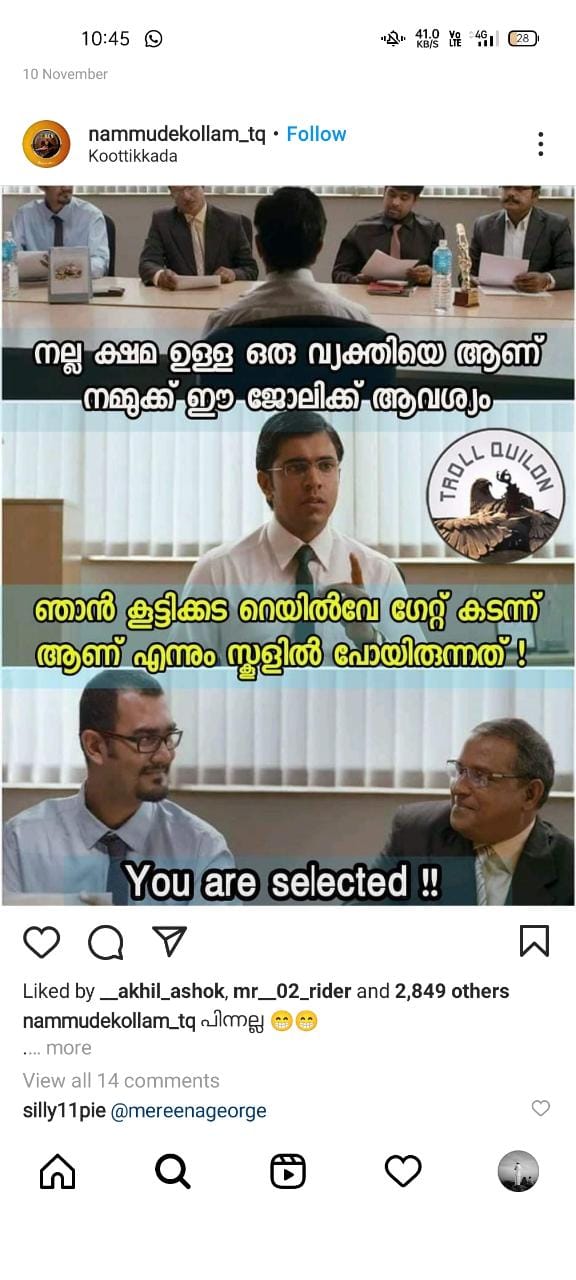 10:45
41.0 KB/S Vo LTE 4G 28
10 November
nammudekollam_tq • Follow
Koottikkada
നല്ല ക്ഷമ ഉള്ള ഒരു വ്യക്തിയെ ആണ്
നമ്മുക്ക് ഈ ജോലിക്ക് ആവശ്യം
TROLL QUILON
ഞാൻ കൂട്ടിക്കട റെയിൽവേ ഗേറ്റ് കടന്ന്
ആണ് എന്നും സ്കൂളിൽ പോയിരുന്നത് !
You are selected !!
Liked by __akhil_ashok, mr__02_rider and 2,849 others
nammudekollam_tq പിന്നല്ല 😁😁
.... more
View all 14 comments
silly11pie @mereenageorge